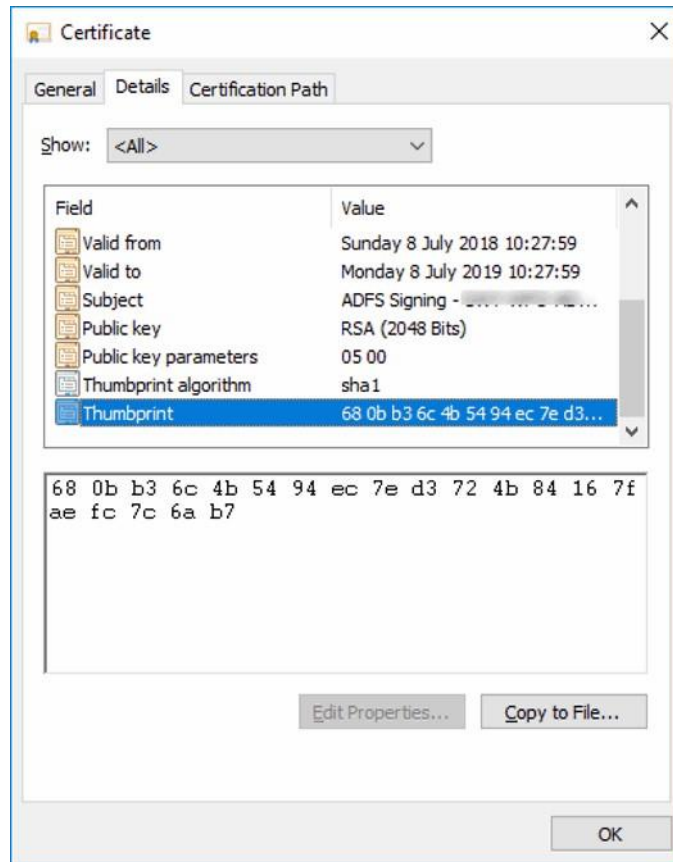 Certificate
General Details Certification Path
Show: <All>
Field Value
Valid from Sunday 8 July 2018 10:27:59
Valid to Monday 8 July 2019 10:27:59
Subject ADFS Signing -
Public key RSA (2048 Bits)
Public key parameters 05 00
Thumbprint algorithm sha1
Thumbprint 68 0b b3 6c 4b 54 94 ec 7e d3...
68 0b b3 6c 4b 54 94 ec 7e d3 72 4b 84 16 7f
ae fc 7c 6a b7
Edit Properties... Copy to File...
OK